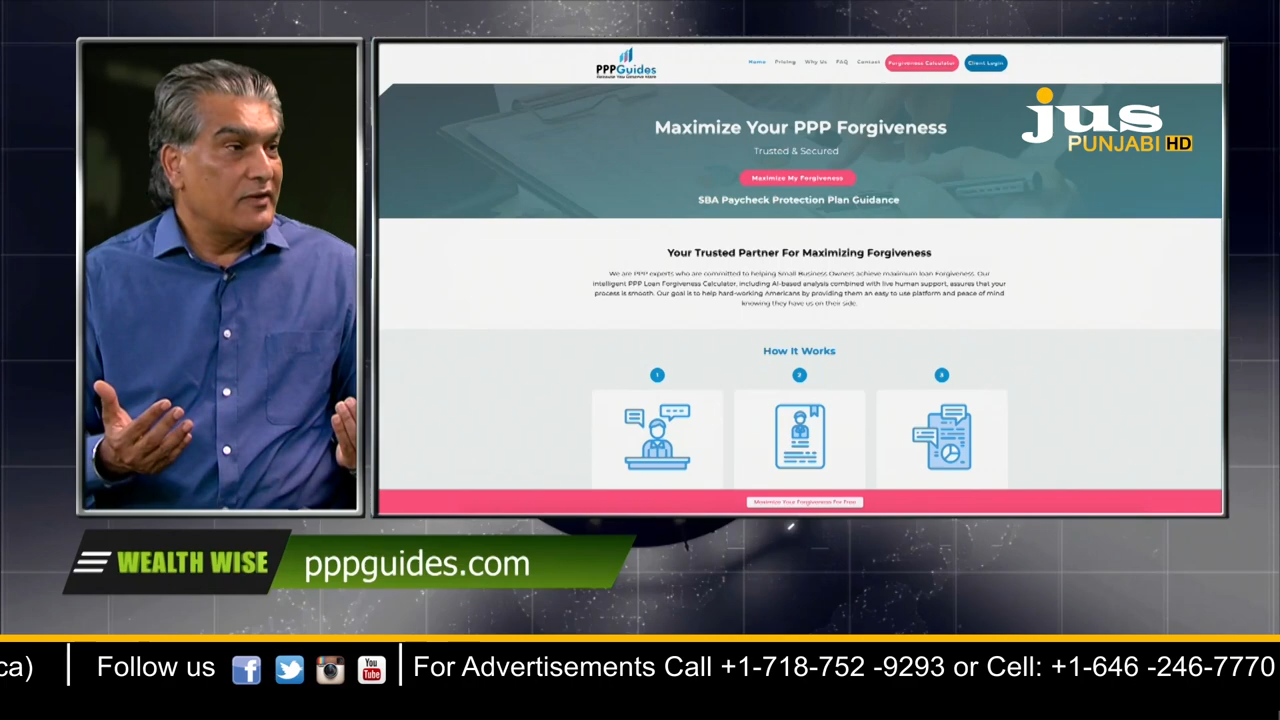 PPPGuides
Because You Deserve More
Home Pricing Why Us FAQ Contact Forgiveness Calculator Client Login
jus
PUNJABI HD
Maximize Your PPP Forgiveness
Trusted & Secured
Maximize My Forgiveness
SBA Paycheck Protection Plan Guidance
Your Trusted Partner For Maximizing Forgiveness
We are PPP experts who are committed to helping Small Business Owners achieve maximum loan Forgiveness. Our
intelligent PPP Loan Forgiveness Calculator, including AI-based analysis combined with live human support, assures that your
process is smooth. Our goal is to help hard-working Americans by providing them an easy to use platform and peace of mind
knowing they have us on their side.
How It Works
1 2 3
Maximize Your Forgiveness For Free
WEALTH WISE pppguides.com
ca) Follow us You Tube For Advertisements Call +1-718-752 -9293 or Cell: +1-646 -246-7770